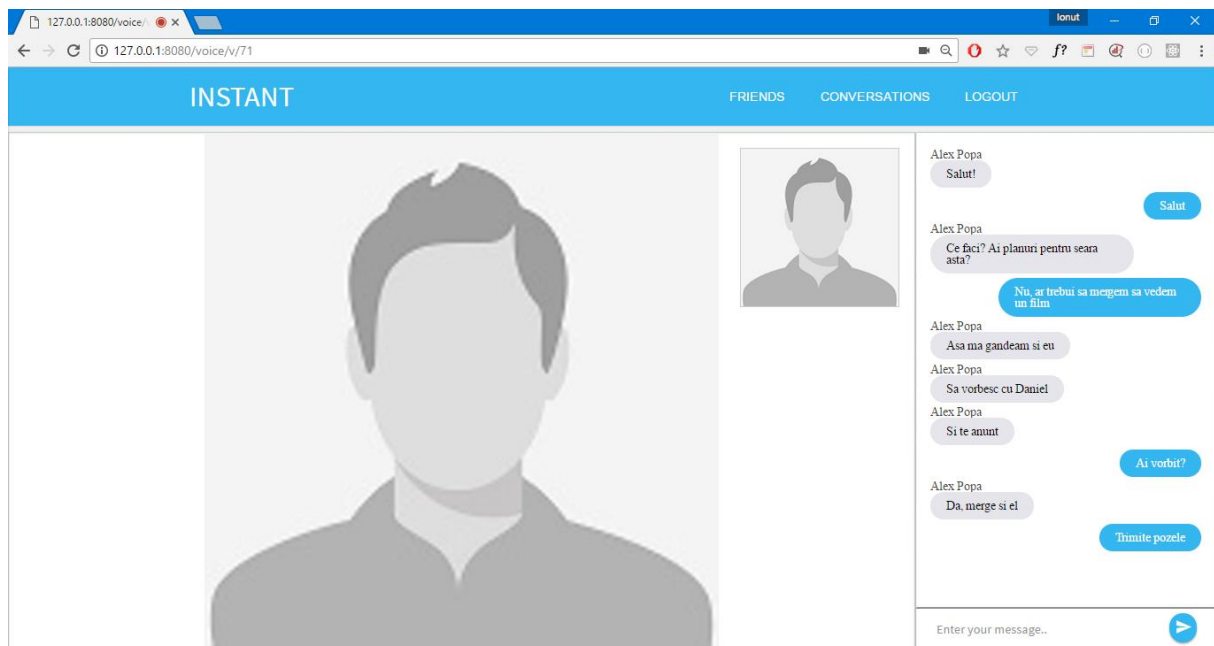 127.0.0.1:8080/voice/
Ionut
127.0.0.1:8080/voice/v/71
f?
INSTANT
FRIENDS CONVERSATIONS LOGOUT
Alex Popa
Salut!
Salut
Alex Popa
Ce faci? Ai planuri pentru seara
asta?
Nu, ar trebui sa mergem sa vedem
un film
Alex Popa
Asa ma gandeam si eu
Alex Popa
Sa vorbesc cu Daniel
Alex Popa
Si te anunt
Ai vorbit?
Alex Popa
Da, merge si el
Trimite pozele
Enter your message..